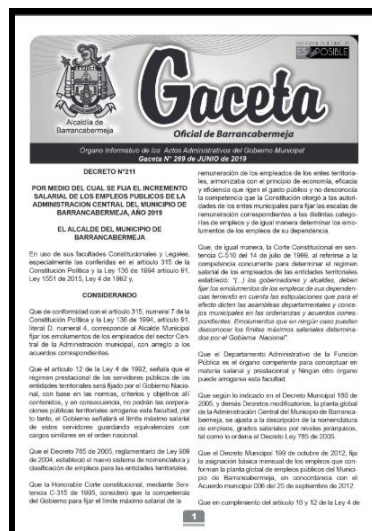 BARRANCABERMEJA
ES POSIBLE
Alcaldía de
Barrancabermeja
Gaceta
Oficial de Barrancabermeja
Órgano Informativo de los Actos Administrativos del Gobierno Municipal
Gaceta N° 269 de JUNIO de 2019
DECRETO N°211
POR MEDIO DEL CUAL SE FIJA EL INCREMENTO
SALARIAL DE LOS EMPLEOS PUBLICOS DE LA
ADMINISTRACION CENTRAL DEL MUNICIPIO DE
BARRANCABERMEJA, AÑO 2019
EL ALCALDE DEL MUNICIPIO DE
BARRANCABERMEJA
En uso de sus facultades Constitucionales y Legales,
especialmente las conferidas en el artículo 315 de la
Constitución Política y la Ley 136 de 1994 artículo 91,
Ley 1551 de 2015, Ley 4 de 1992 y,
CONSIDERANDO
Que de conformidad con el artículo 315, numeral 7 de la
Constitución Política y la Ley 136 de 1994, artículo 91,
literal D, numeral 4, corresponde al Alcalde Municipal
fijar los emolumentos de los empleados del sector Cen-
tral de la Administración municipal, con arreglo a los
acuerdos correspondientes.
Que el artículo 12 de la Ley 4 de 1992, señala que el
régimen prestacional de los servidores públicos de las
entidades territoriales sera fijado por el Gobierno Nacio-
nal, con base en las normas, criterios y objetivos allí
contenidos, y en consecuencia, no podrán las corpora-
ciones públicas territoriales arrogarse esta facultad, por
lo tanto, el Gobierno señalará el límite máximo salarial
de estos servidores guardando equivalencias con
cargos similares en el orden nacional.
Que el Decreto 785 de 2005, reglamentario de Ley 909
de 2004, estableció el nuevo sistema de nomenclatura y
clasificación de empleos para las entidades territoriales.
Que la Honorable Corte constitucional, mediante Sen-
tencia C-315 de 1995, consideró que la competencia
del Gobierno para fijar el límite máximo salarial de la
remuneración de los empleados de los entes territoria-
les, armoniza con el principio de economía, eficacia
y eficiencia que rigen el gasto público y no desconocía
la competencia que la Constitución otorgó a las autori-
dades de los entes municipales para fijar las escalas de
remuneración correspondientes a las distintas catego-
rías de empleos y de igual manera determinar los emo-
lumentos de los empleos de su dependencia.
Que, de igual manera, la Corte Constitucional en sen-
tencia C-510 del 14 de julio de 1999, al referirse a la
competencia concurrente para determinar el régimen
salarial de los empleados de las entidades territoriales
estableció: "(...) los gobernadores y alcaldes, deben
fijar los emolumentos de los empleos de sus dependen-
cias teniendo en cuenta las estipulaciones que para el
efecto dicten las asambleas departamentales y conce-
jos municipales en las ordenanzas y acuerdos corres-
pondientes. Emolumentos que en ningún caso pueden
desconocer los límites máximos salariales determina-
dos por el Gobierno Nacional".
Que el Departamento Administrativo de la Función
Pública es el órgano competente para conceptuar en
materia salarial y prestacional y Ningún otro órgano
puede arrogarse esta facultad.
Que según lo indicado en el Decreto Municipal 180 de
2005, y demás Decretos modificatorios, la planta global
de la Administración Central del Municipio de Barranca-
bermeja, se ajusta a la descripción de la nomenclatura
de empleos, grados salariales por niveles jerárquicos,
tal como lo ordena el Decreto Ley 785 de 2005.
Que el Decreto Municipal 199 de octubre de 2012, fija
la asignación básica mensual de los empleos que con-
forman la planta global de empleos públicos del Munici-
pio de Barrancabermeja, en concordancia con el
Acuerdo municipal 006 del 25 de septiembre de 2012.
Que en cumplimiento del artículo 10 y 12 de la Ley 4 de
1